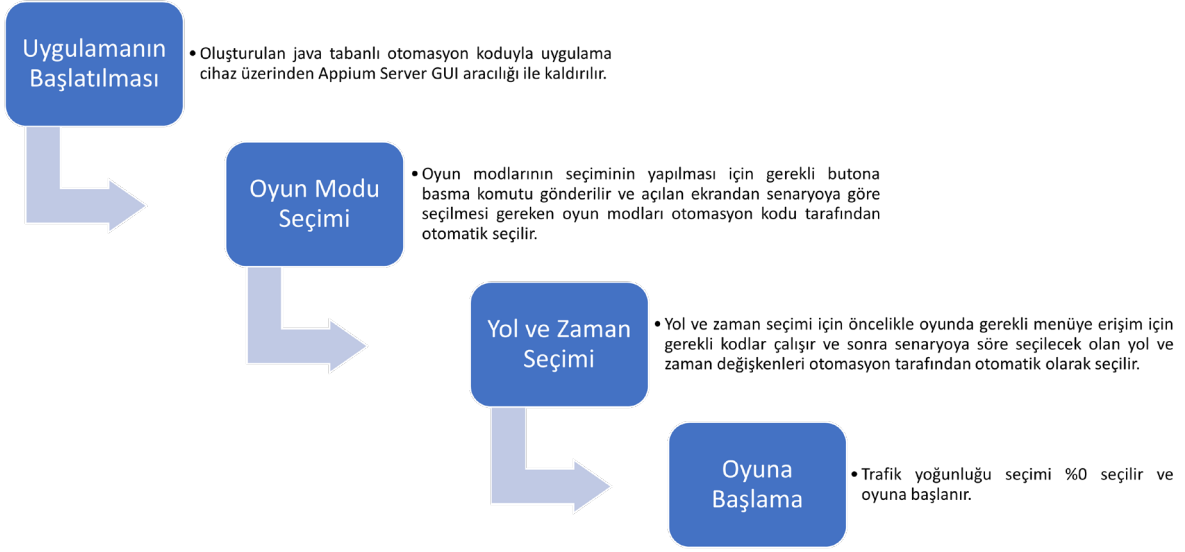 Uygulamanın
Başlatılması
• Oluşturulan java tabanlı otomasyon koduyla uygulama
cihaz üzerinden Appium Server GUI aracılığı ile kaldırılır.
Oyun Modu
Seçimi
• Oyun modlarının seçiminin yapılması için gerekli butona
basma komutu gönderilir ve açılan ekrandan senaryoya göre
seçilmesi gereken oyun modları otomasyon kodu tarafından
otomatik seçilir.
Yol ve Zaman
Seçimi
• Yol ve zaman seçimi için öncelikle oyunda gerekli menüye erişim için
gerekli kodlar çalışır ve sonra senaryoya söre seçilecek olan yol ve
zaman değişkenleri otomasyon tarafından otomatik olarak seçilir.
Oyuna
Başlama
• Trafik yoğunluğu seçimi %0 seçilir ve
oyuna başlanır.